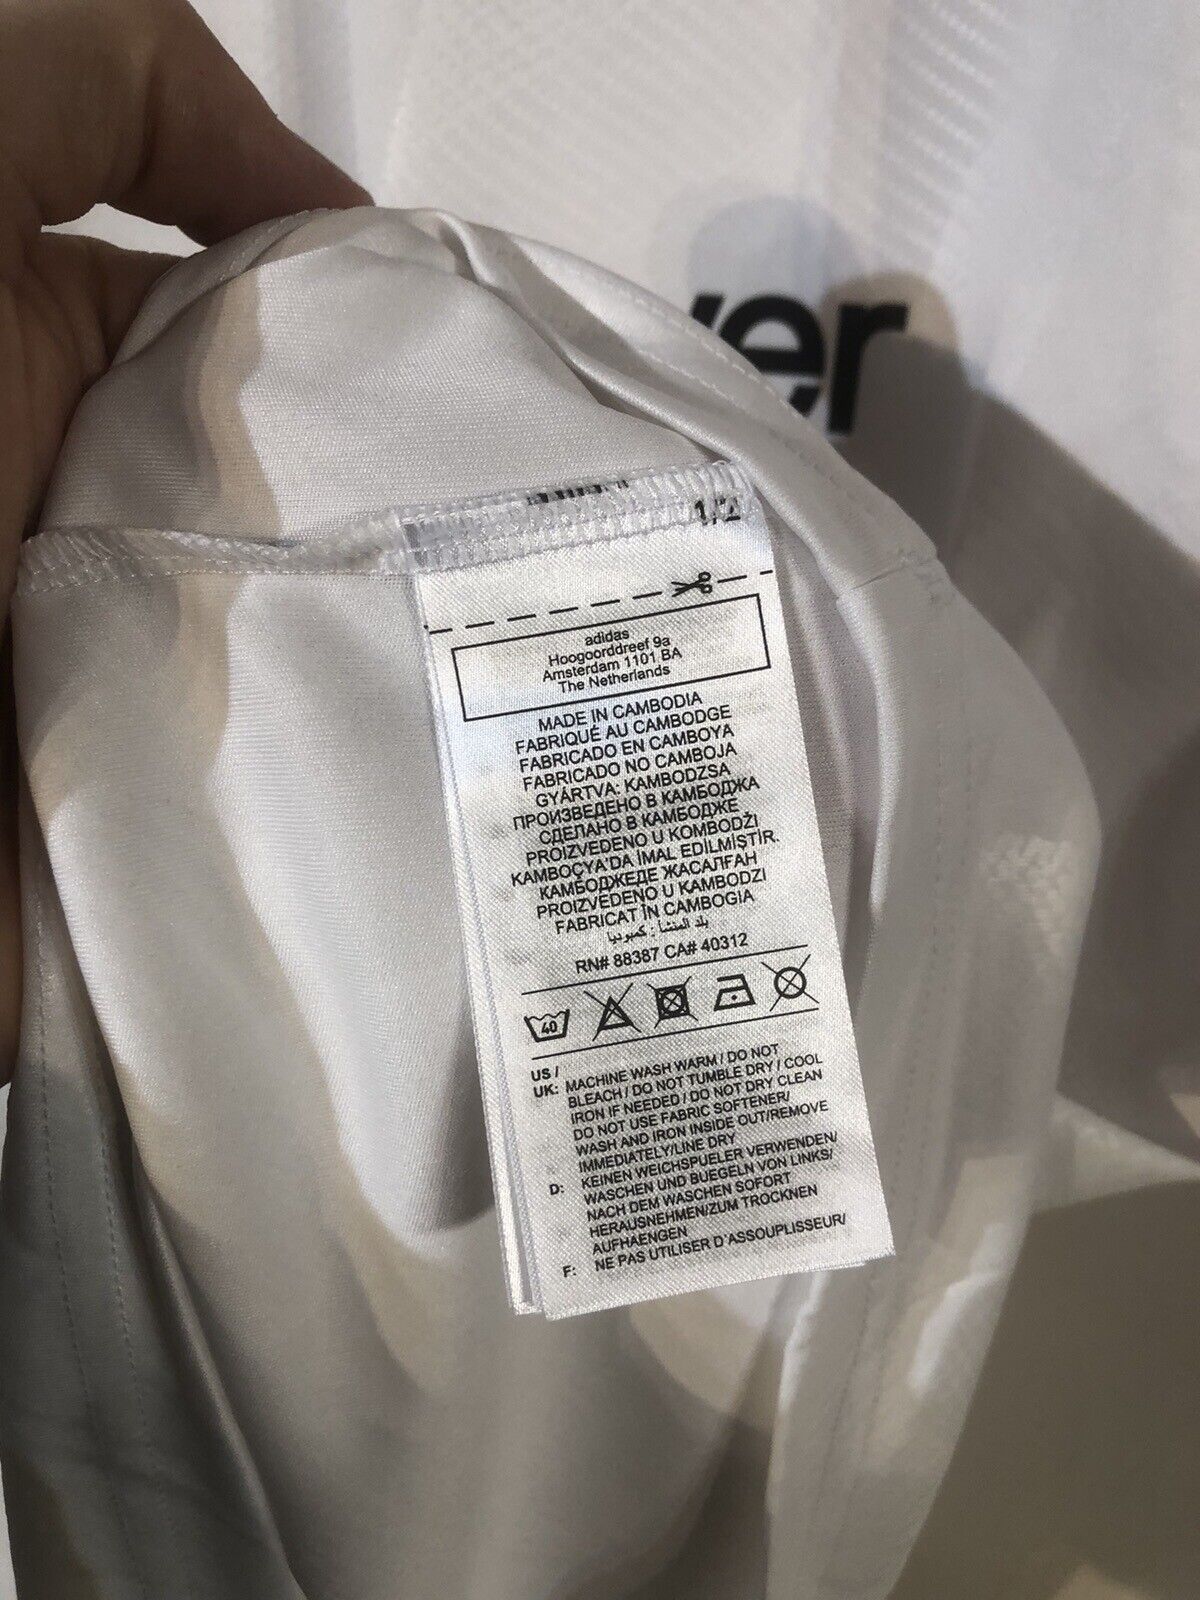 ver
1/2
adidas
Hoogoorddreef 9a
Amsterdam 1101 BA
The Netherlands
MADE IN CAMBODIA
FABRIQUÉ AU CAMBODGE
FABRICADO EN CAMBOYA
FABRICADO NO CAMBOJA
GYÁRTVA: KAMBODZSA
ПРОИЗВЕДЕНО В КАМБОДЖА
СДЕЛАНО В КАМБОДЖЕ
PROIZVEDENO U KOMBODŽI
KAMBOÇYA'DA İMAL EDİLMİŞTİR.
КАМБОДЖЕДЕ ЖАСАЛҒАН
PROIZVEDENO U KAMBODZI
FABRICAT ÎN CAMBOGIA
بلد المنشأ : كمبوديا
RN# 88387 CA# 40312
40
US /
UK: MACHINE WASH WARM / DO NOT
BLEACH / DO NOT TUMBLE DRY / COOL
IRON IF NEEDED / DO NOT DRY CLEAN
DO NOT USE FABRIC SOFTENER/
WASH AND IRON INSIDE OUT/REMOVE
IMMEDIATELY/LINE DRY
D: KEINEN WEICHSPUELER VERWENDEN/
WASCHEN UND BUEGELN VON LINKS/
NACH DEM WASCHEN SOFORT
HERAUSNEHMEN/ZUM TROCKNEN
AUFHAENGEN
F: NE PAS UTILISER D'ASSOUPLISSEUR/